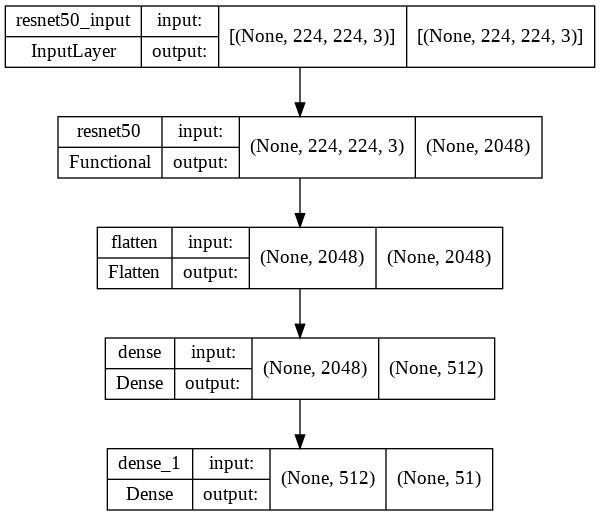 resnet50_input input: [(None, 224, 224, 3)] [(None, 224, 224, 3)]
InputLayer output:
resnet50 input: (None, 224, 224, 3) (None, 2048)
Functional output:
flatten input: (None, 2048) (None, 2048)
Flatten output:
dense input: (None, 2048) (None, 512)
Dense output:
dense_1 input: (None, 512) (None, 51)
Dense output: